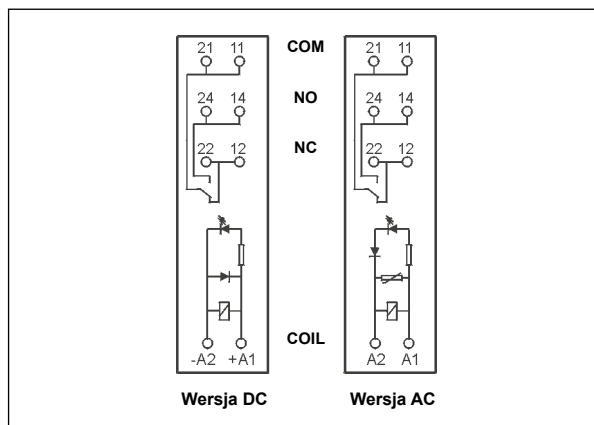 21 11 COM 21 11
24 14 NO 24 14
22 12 NC 22 12
COIL
-A2 +A1 A2 A1
Wersja DC Wersja AC